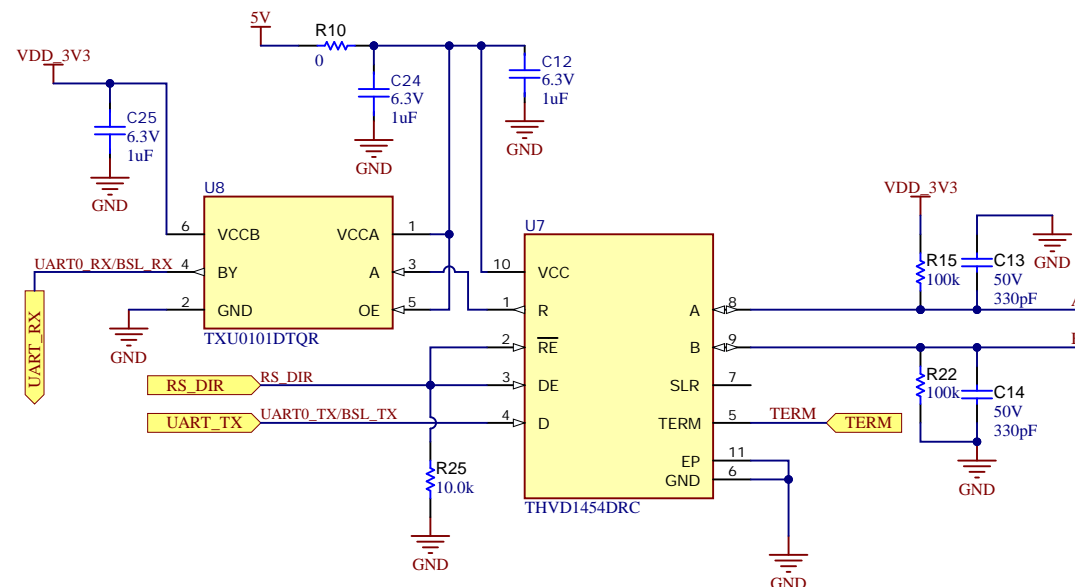 5V
R10
0
VDD_3V3
C24
6.3V
1uF
C12
6.3V
1uF
C25
6.3V
1uF
GND
GND
GND
U8
6
VCCB
VCCA
1
UART0_RX/BSL_RX
4
BY
A
3
2
GND
OE
5
TXU0101DTQR
GND
UART_RX
U7
10
VCC
1
R
A
8
2
RE
B
9
3
DE
SLR
7
4
D
TERM
5
EP
11
GND
6
THVD1454DRC
RS_DIR
RS_DIR
UART_TX
UART0_TX/BSL_TX
R25
10.0k
GND
TERM
TERM
GND
VDD_3V3
R15
100k
C13
50V
330pF
GND
R22
100k
C14
50V
330pF
GND